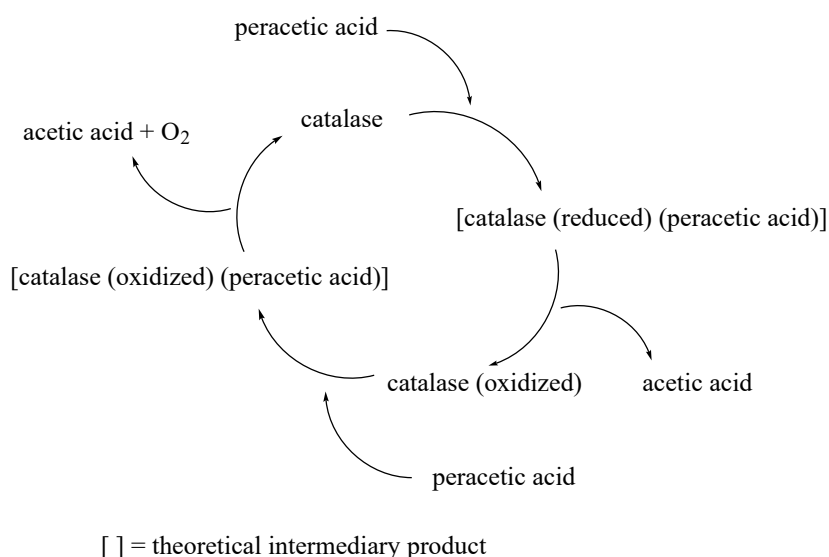 peracetic acid
catalase
acetic acid + O₂
[catalase (reduced) (peracetic acid)]
[catalase (oxidized) (peracetic acid)]
catalase (oxidized)
acetic acid
peracetic acid
[ ] = theoretical intermediary product